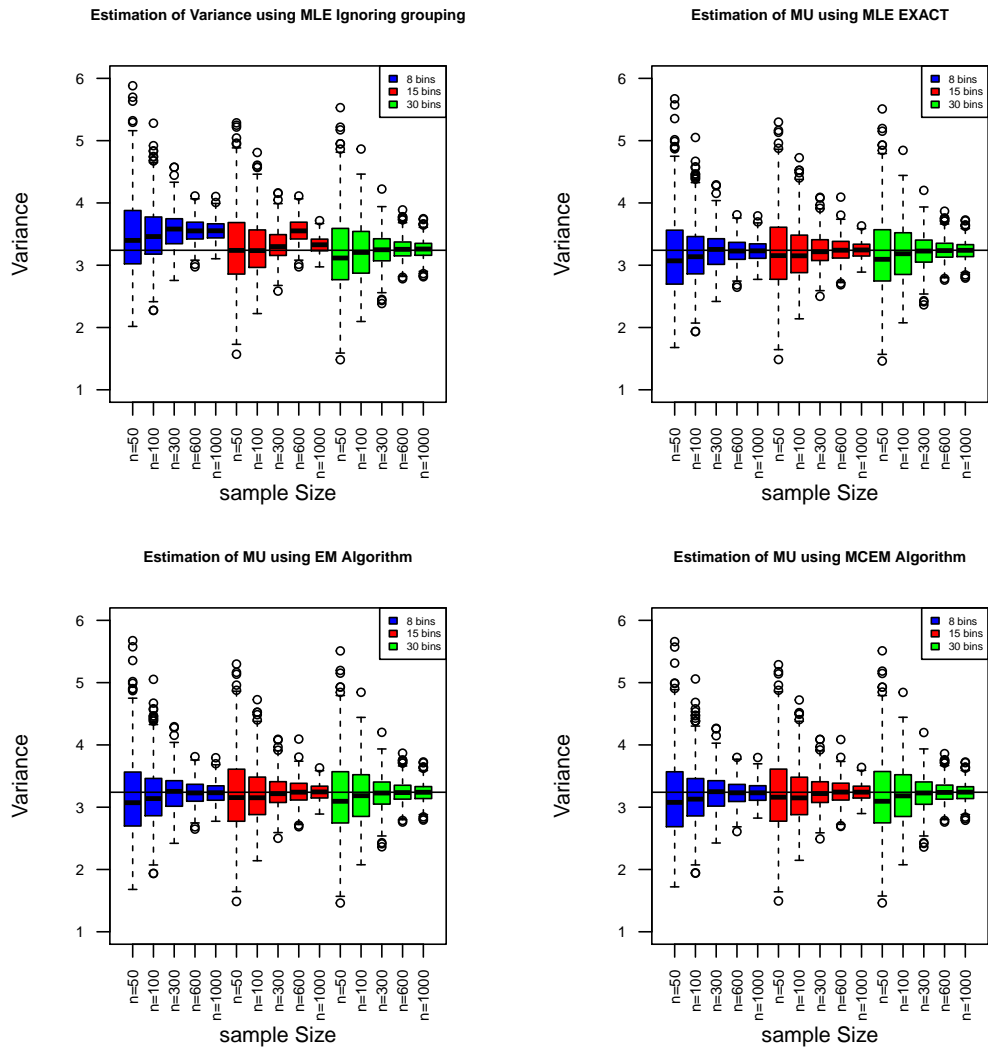 Estimation of Variance using MLE Ignoring grouping
6
5
4
3
2
1
Variance
8 bins
15 bins
30 bins
n=50
n=100
n=300
n=600
n=1000
n=50
n=100
n=300
n=600
n=1000
n=50
n=100
n=300
n=600
n=1000
sample Size
Estimation of MU using MLE EXACT
6
5
4
3
2
1
Variance
8 bins
15 bins
30 bins
n=50
n=100
n=300
n=600
n=1000
n=50
n=100
n=300
n=600
n=1000
n=50
n=100
n=300
n=600
n=1000
sample Size
Estimation of MU using EM Algorithm
6
5
4
3
2
1
Variance
8 bins
15 bins
30 bins
n=50
n=100
n=300
n=600
n=1000
n=50
n=100
n=300
n=600
n=1000
n=50
n=100
n=300
n=600
n=1000
sample Size
Estimation of MU using MCEM Algorithm
6
5
4
3
2
1
Variance
8 bins
15 bins
30 bins
n=50
n=100
n=300
n=600
n=1000
n=50
n=100
n=300
n=600
n=1000
n=50
n=100
n=300
n=600
n=1000
sample Size